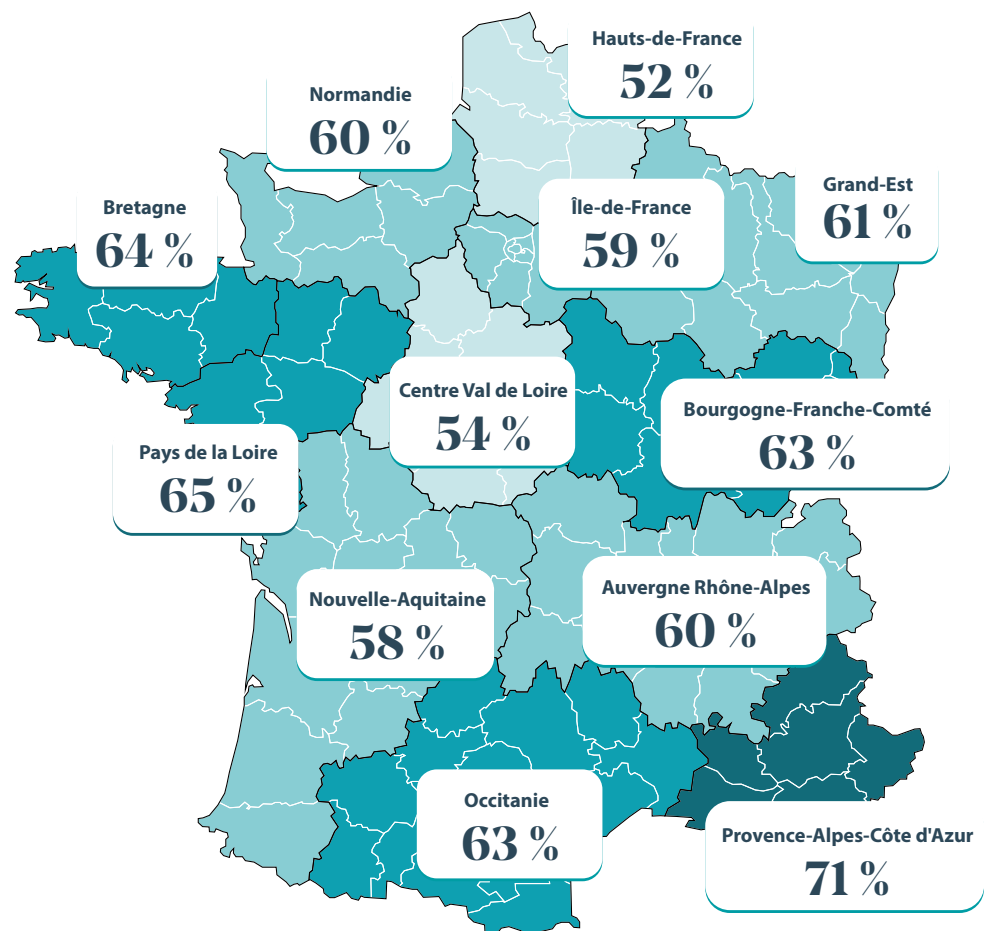 Hauts-de-France
52 %
Normandie
60 %
Grand-Est
61 %
Bretagne
64 %
Île-de-France
59 %
Centre Val de Loire
54 %
Bourgogne-Franche-Comté
63 %
Pays de la Loire
65 %
Nouvelle-Aquitaine
58 %
Auvergne Rhône-Alpes
60 %
Occitanie
63 %
Provence-Alpes-Côte d'Azur
71 %